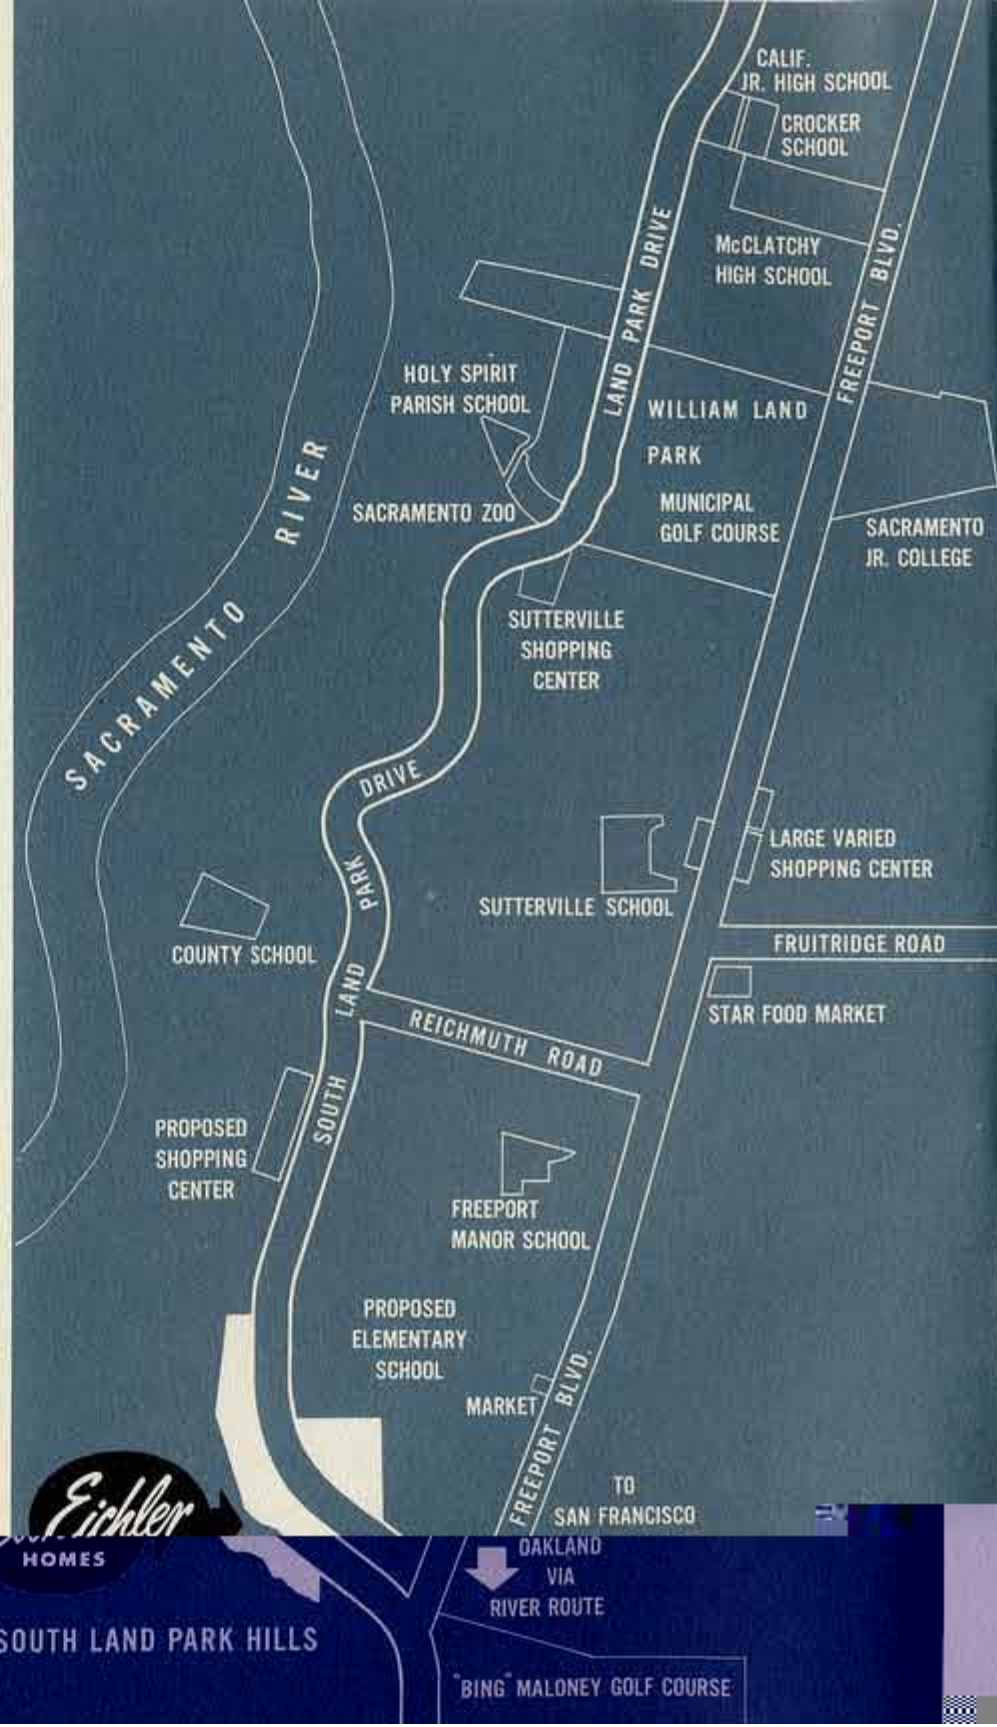 CALIF.
JR. HIGH SCHOOL
CROCKER
SCHOOL
McCLATCHY
HIGH SCHOOL
LAND PARK DRIVE
FREEPORT BLVD.
HOLY SPIRIT
PARISH SCHOOL
WILLIAM LAND
PARK
SACRAMENTO ZOO
MUNICIPAL
GOLF COURSE
SACRAMENTO
JR. COLLEGE
SACRAMENTO RIVER
SUTTERVILLE
SHOPPING
CENTER
LARGE VARIED
SHOPPING CENTER
SUTTERVILLE SCHOOL
FRUITRIDGE ROAD
COUNTY SCHOOL
STAR FOOD MARKET
SOUTH LAND PARK DRIVE
REICHMUTH ROAD
PROPOSED
SHOPPING
CENTER
FREEPORT
MANOR SCHOOL
PROPOSED
ELEMENTARY
SCHOOL
MARKET
FREEPORT BLVD.
TO
SAN FRANCISCO
OAKLAND
VIA
RIVER ROUTE
Eichler
HOMES
SOUTH LAND PARK HILLS
"BING" MALONEY GOLF COURSE